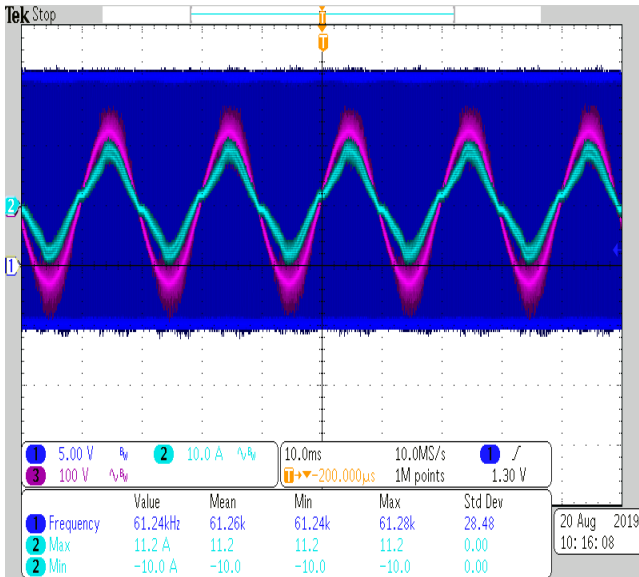 Tek Stop
T
T
2
1
1 5.00 V BW 2 10.0 A BW 10.0ms 10.0MS/s 1
3 100 V BW T→▼-200.000µs 1M points 1.30 V
Value Mean Min Max Std Dev
1 Frequency 61.24kHz 61.26k 61.24k 61.28k 28.48
2 Max 11.2 A 11.2 11.2 11.2 0.00
2 Min -10.0 A -10.0 -10.0 -10.0 0.00
20 Aug 2019
10:16:08